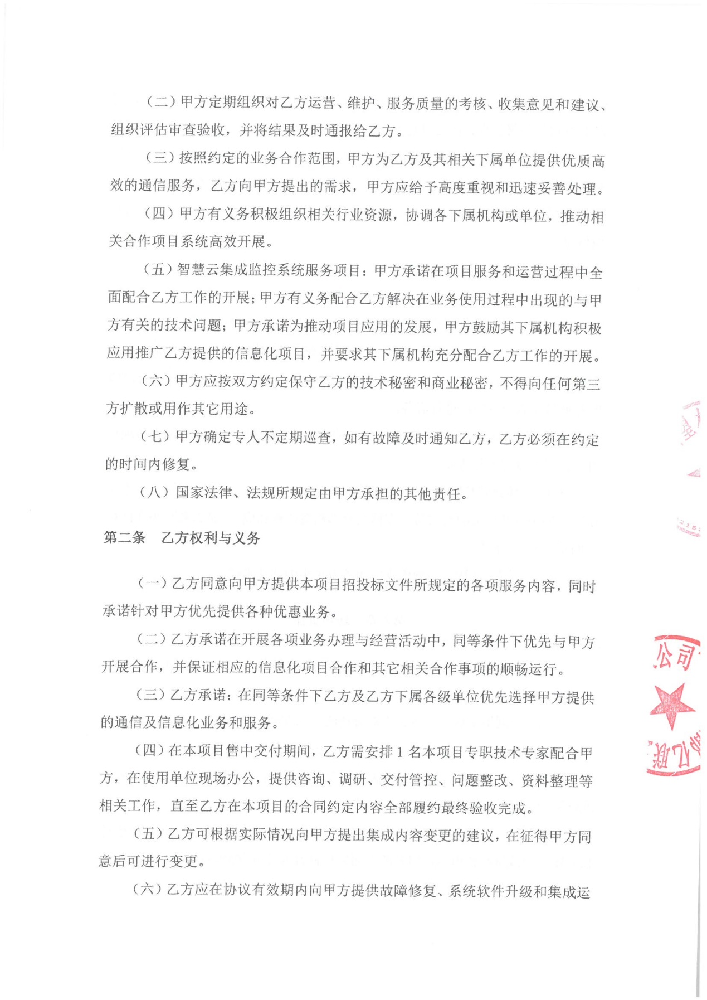 （二）甲方定期组织对乙方运营、维护、服务质量的考核、收集意见和建议、
组织评估审查验收，并将结果及时通报给乙方。
（三）按照约定的业务合作范围，甲方为乙方及其相关下属单位提供优质高
效的通信服务，乙方向甲方提出的需求，甲方应给予高度重视和迅速妥善处理。
（四）甲方有义务积极组织相关行业资源，协调各下属机构或单位，推动相
关合作项目系统高效开展。
（五）智慧云集成监控系统服务项目：甲方承诺在项目服务和运营过程中全
面配合乙方工作的开展；甲方有义务配合乙方解决在业务使用过程中出现的与甲
方有关的技术问题；甲方承诺为推动项目应用的发展，甲方鼓励其下属机构积极
应用推广乙方提供的信息化项目，并要求其下属机构充分配合乙方工作的开展。
（六）甲方应按双方约定保守乙方的技术秘密和商业秘密，不得向任何第三
方扩散或用作其它用途。
（七）甲方确定专人不定期巡查，如有故障及时通知乙方，乙方必须在约定
的时间内修复。
（八）国家法律、法规所规定由甲方承担的其他责任。
第二条 乙方权利与义务
（一）乙方同意向甲方提供本项目招投标文件所规定的各项服务内容，同时
承诺针对甲方优先提供各种优惠业务。
（二）乙方承诺在开展各项业务办理与经营活动中，同等条件下优先与甲方
开展合作，并保证相应的信息化项目合作和其它相关合作事项的顺畅运行。
（三）乙方承诺：在同等条件下乙方及乙方下属各级单位优先选择甲方提供
的通信及信息化业务和服务。
（四）在本项目售中交付期间，乙方需安排1名本项目专职技术专家配合甲
方，在使用单位现场办公，提供咨询、调研、交付管控、问题整改、资料整理等
相关工作，直至乙方在本项目的合同约定内容全部履约最终验收完成。
（五）乙方可根据实际情况向甲方提出集成内容变更的建议，在征得甲方同
意后可进行变更。
（六）乙方应在协议有效期内向甲方提供故障修复、系统软件升级和集成运
公司
亿联